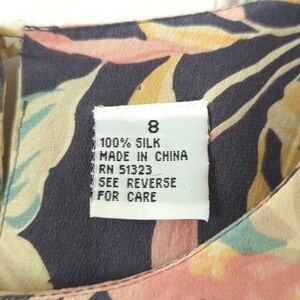 8
100% SILK
MADE IN CHINA
RN 51323
SEE REVERSE
FOR CARE